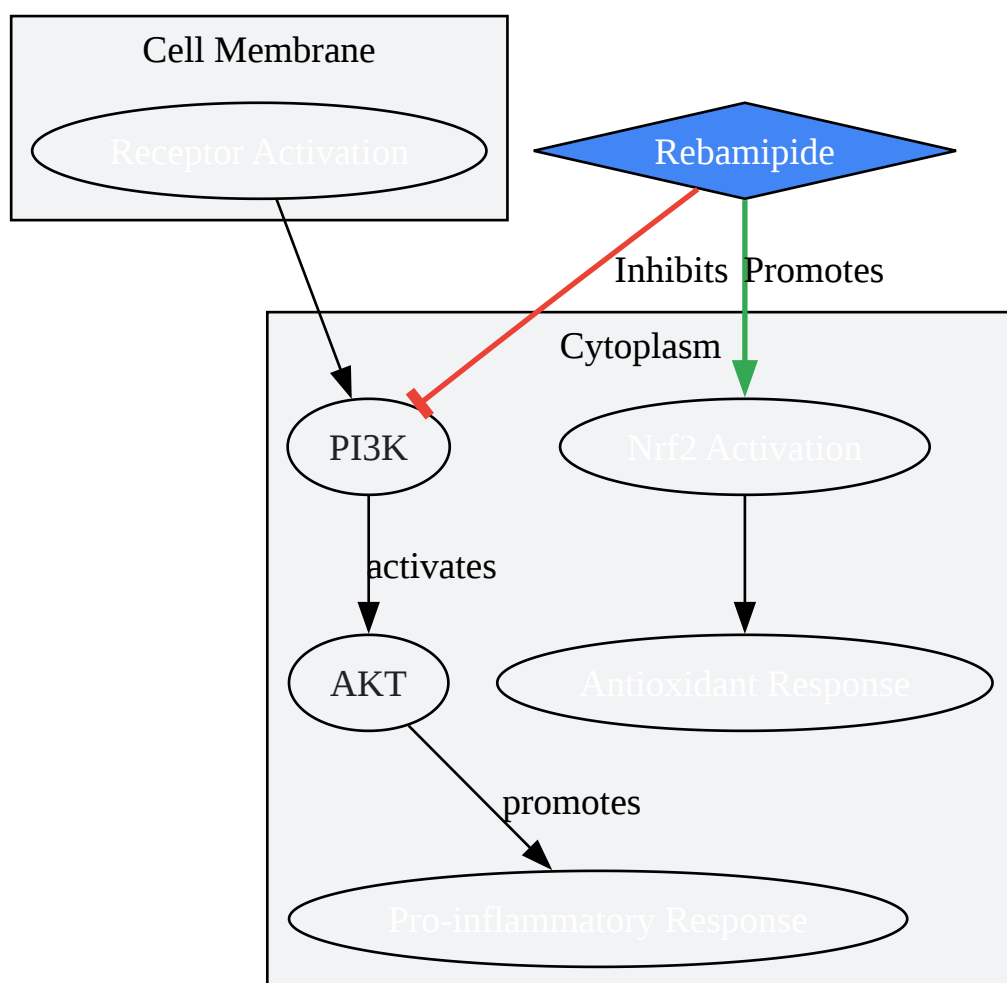 Cell Membrane
Receptor Activation
Rebamipide
Inhibits
Promotes
Cytoplasm
PI3K
Nrf2 Activation
activates
AKT
Antioxidant Response
promotes
Pro-inflammatory Response